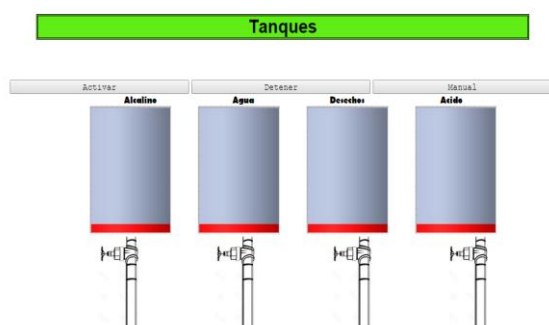 Tanques
Activar Detener Manual
Alcalino Agua Desechos Acido